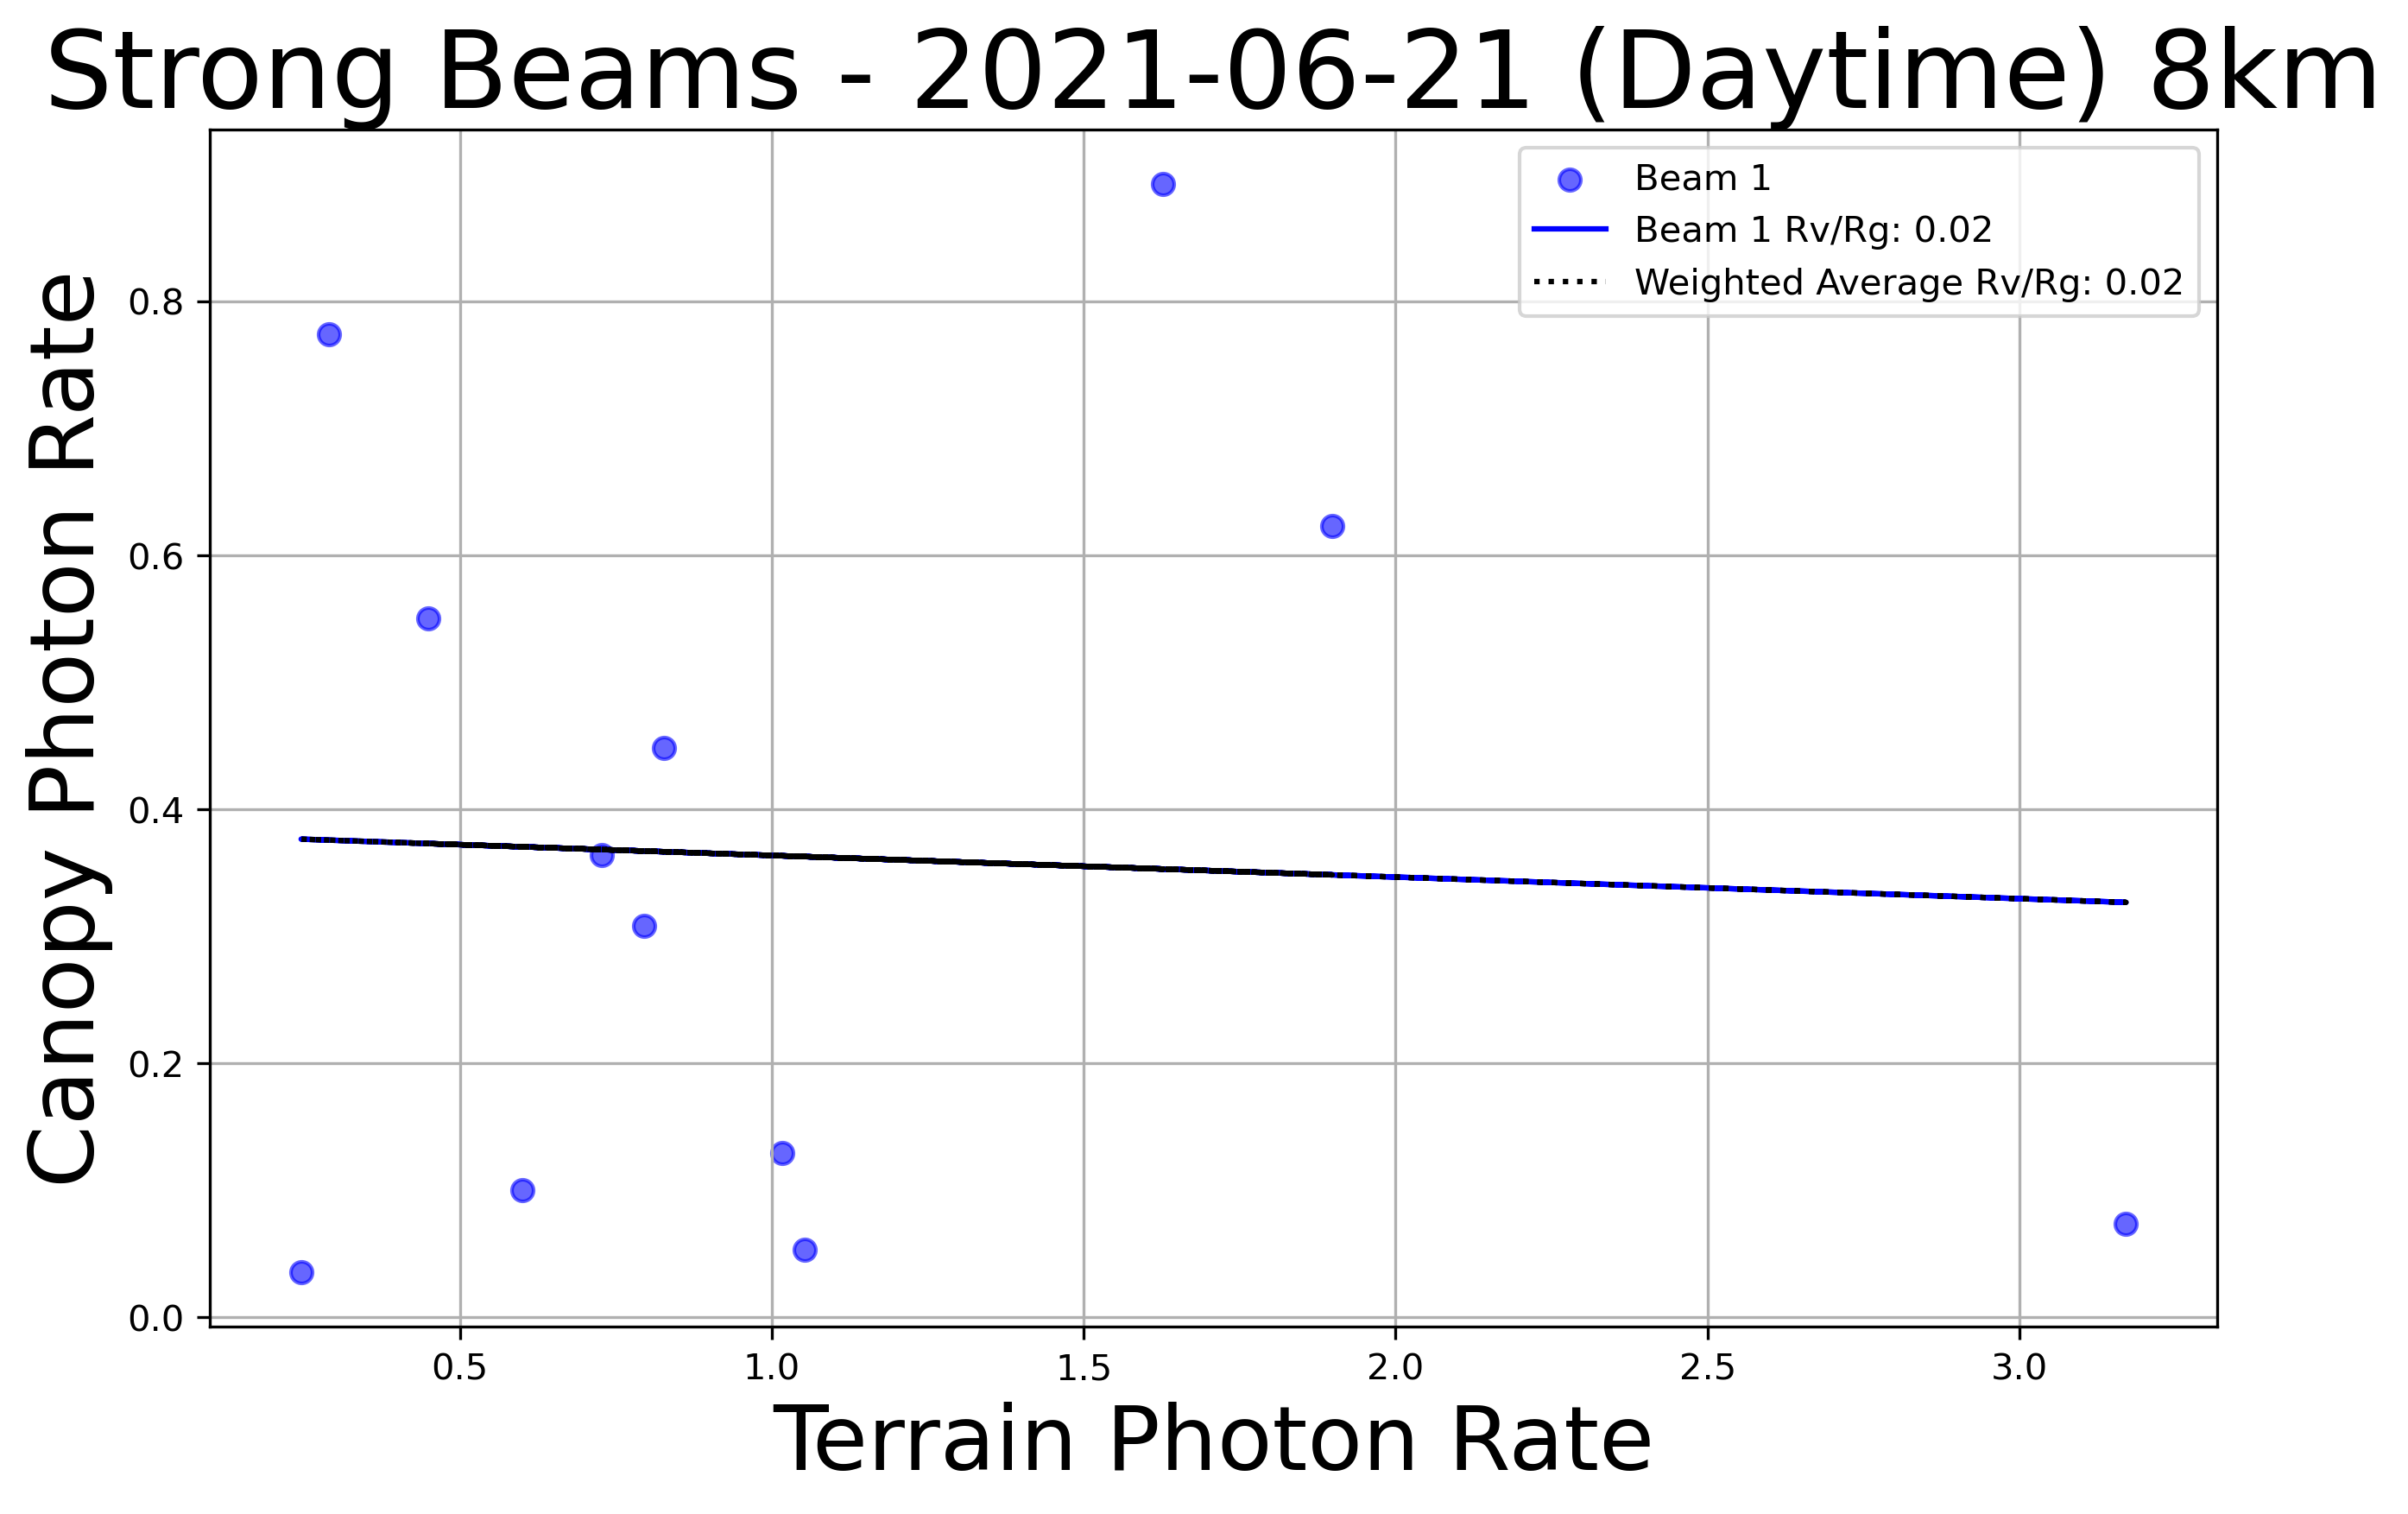 Strong Beams - 2021-06-21 (Daytime) 8km
Beam 1
Beam 1 Rv/Rg: 0.02
Weighted Average Rv/Rg: 0.02
Canopy Photon Rate
0.8
0.6
0.4
0.2
0.0
0.5 1.0 1.5 2.0 2.5 3.0
Terrain Photon Rate